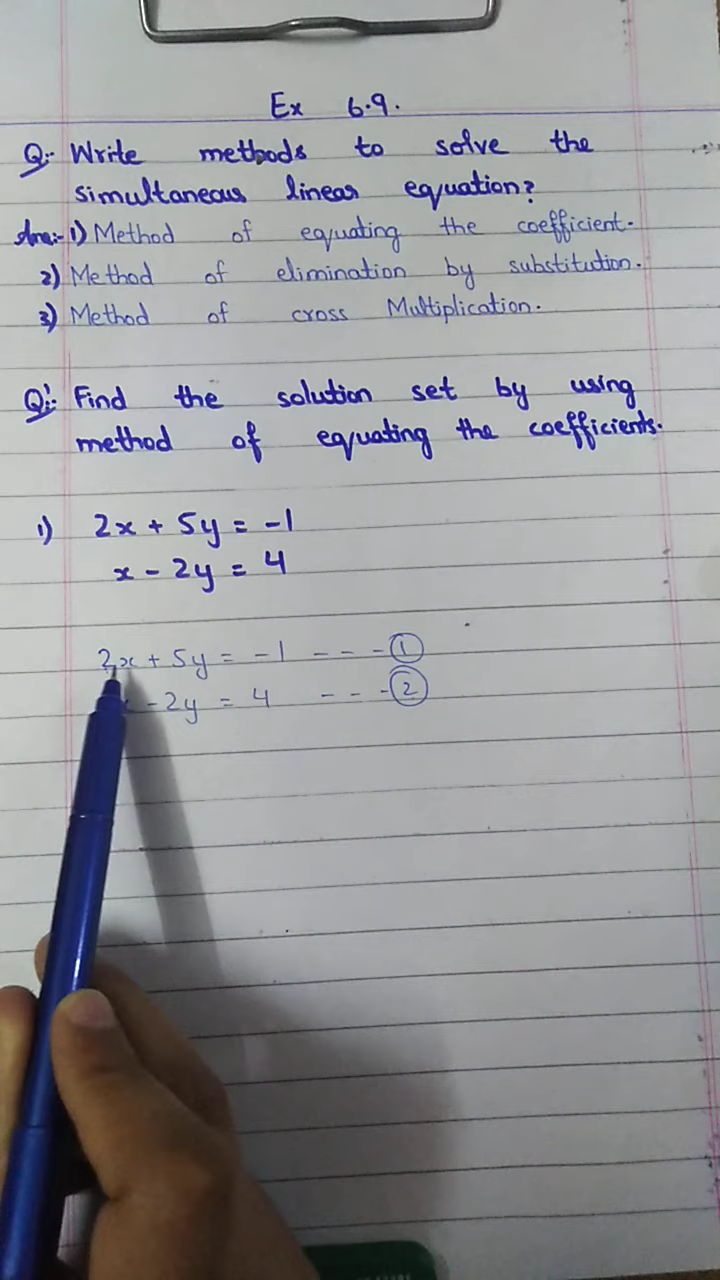 Ex 6.9.
Q:- Write methods to solve the
simultaneous linear equation?
Ans:- 1) Method of equating the coefficient.
2) Method of elimination by substitution.
3) Method of cross Multiplication.
Q:- Find the solution set by using
method of equating the coefficients.
1) 2x + 5y = -1
x - 2y = 4
2x + 5y = -1 - - - 1
- 2y = 4 - - - 2